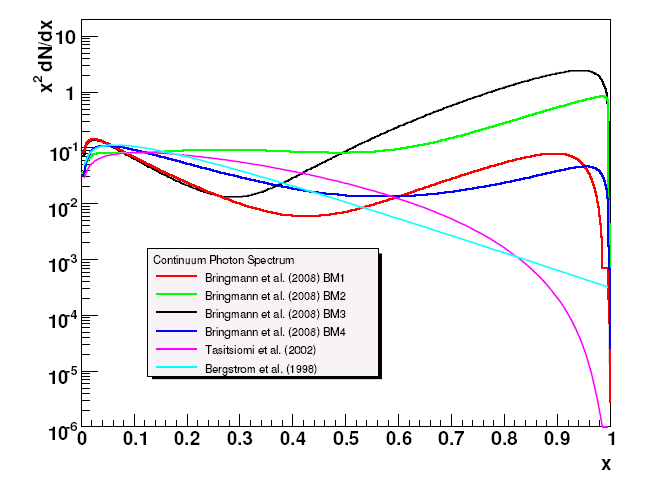 x² dN/dx
10
1
10⁻¹
10⁻²
10⁻³
10⁻⁴
10⁻⁵
10⁻⁶
Continuum Photon Spectrum
Bringmann et al. (2008) BM1
Bringmann et al. (2008) BM2
Bringmann et al. (2008) BM3
Bringmann et al. (2008) BM4
Tasitsiomi et al. (2002)
Bergstrom et al. (1998)
0 0.1 0.2 0.3 0.4 0.5 0.6 0.7 0.8 0.9 1
x